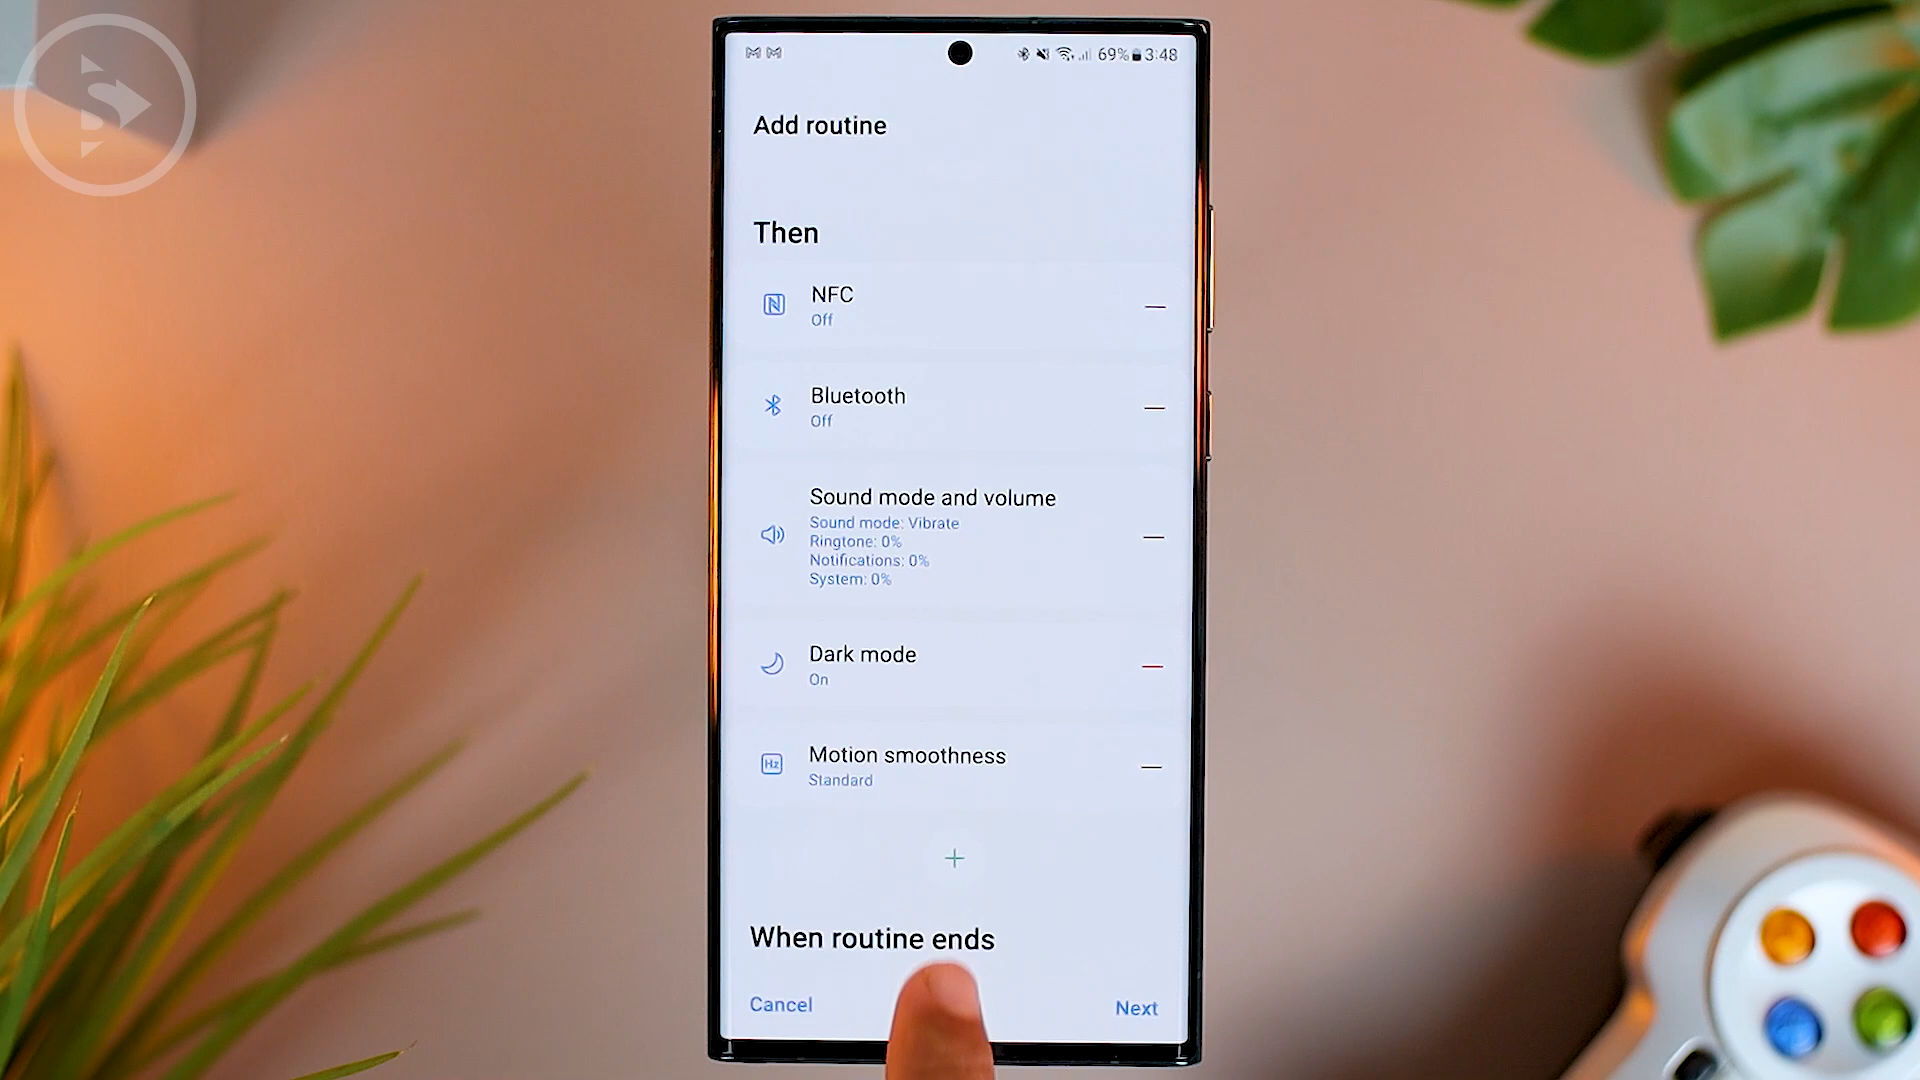 69% 3:48
Add routine
Then
NFC
Off
Bluetooth
Off
Sound mode and volume
Sound mode: Vibrate
Ringtone: 0%
Notifications: 0%
System: 0%
Dark mode
On
Hz
Motion smoothness
Standard
+
When routine ends
Cancel
Next